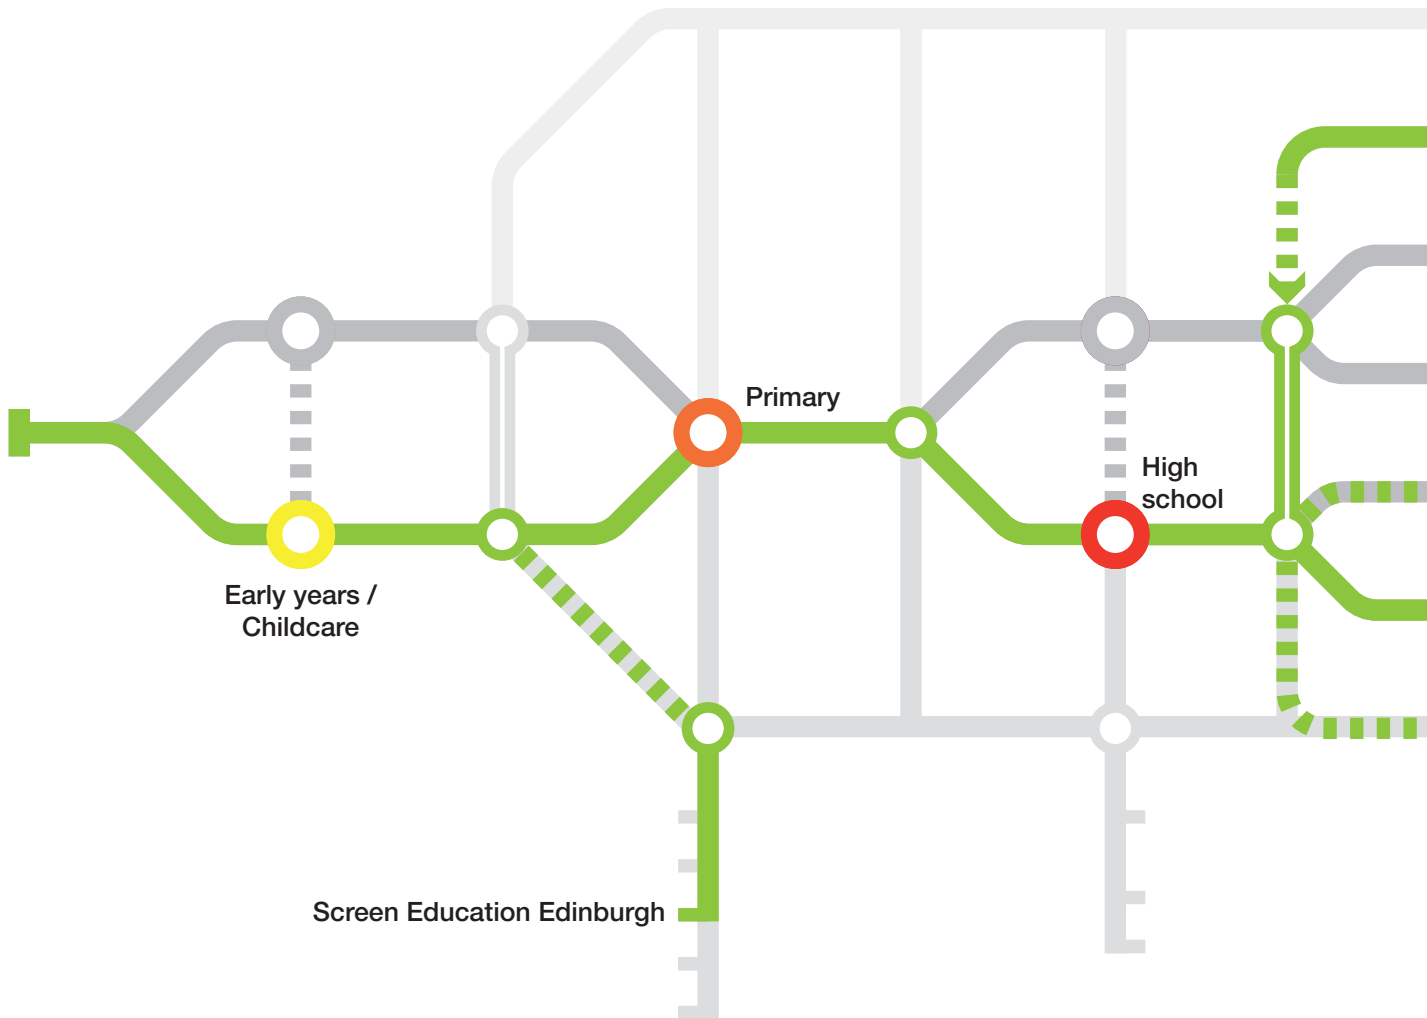 Primary
High
school
Early years /
Childcare
Screen Education Edinburgh